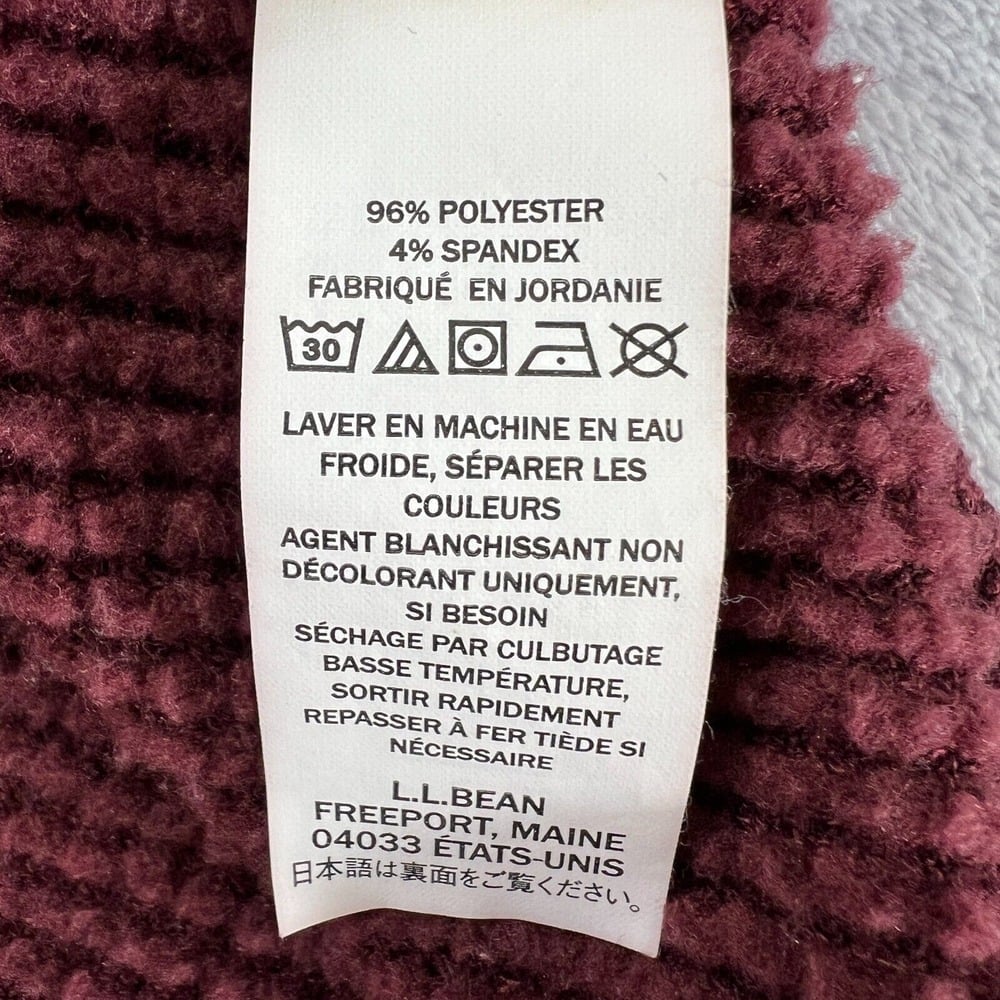 96% POLYESTER
4% SPANDEX
FABRIQUÉ EN JORDANIE
30
LAVER EN MACHINE EN EAU
FROIDE, SÉPARER LES
COULEURS
AGENT BLANCHISSANT NON
DÉCOLORANT UNIQUEMENT,
SI BESOIN
SÉCHAGE PAR CULBUTAGE
BASSE TEMPÉRATURE,
SORTIR RAPIDEMENT
REPASSER À FER TIÈDE SI
NÉCESSAIRE
L.L.BEAN
FREEPORT, MAINE
04033 ÉTATS-UNIS
日本語は裏面をご覧ください。